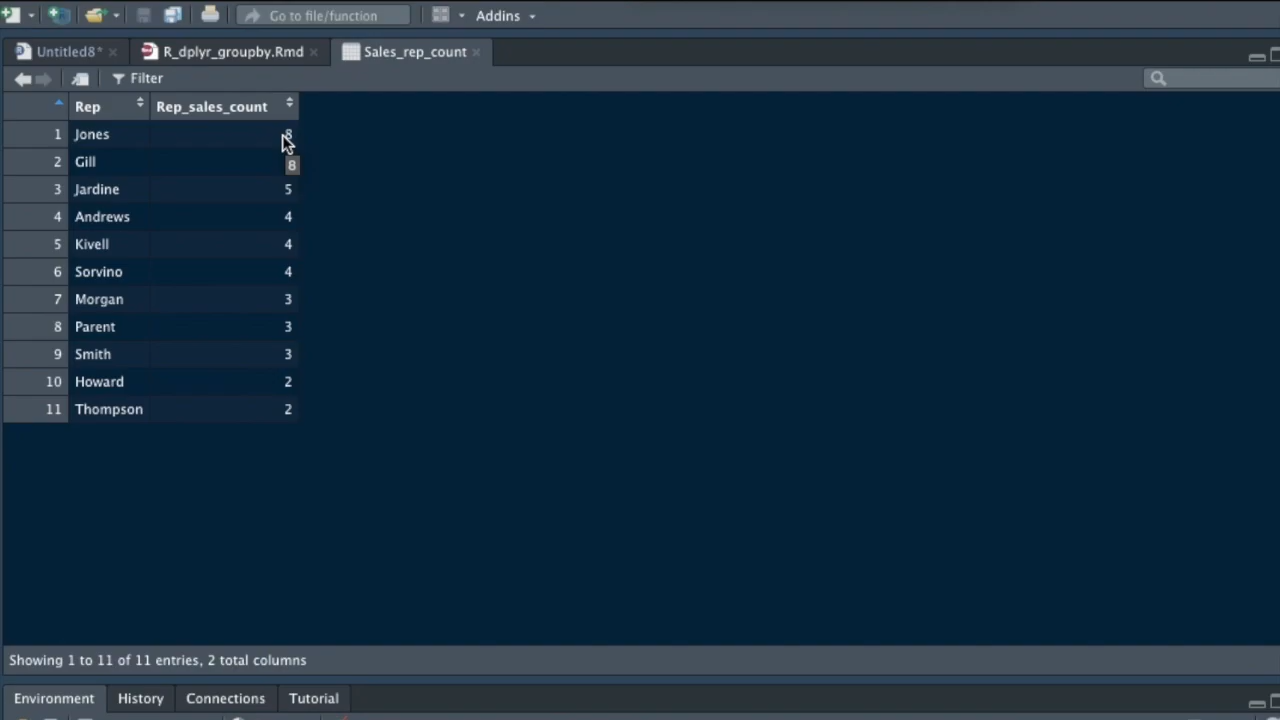 Go to file/function Addins
Untitled8* R_dplyr_groupby.Rmd Sales_rep_count
Filter
Rep Rep_sales_count
1 Jones 8
8
2 Gill
3 Jardine 5
4 Andrews 4
5 Kivell 4
6 Sorvino 4
7 Morgan 3
8 Parent 3
9 Smith 3
10 Howard 2
11 Thompson 2
Showing 1 to 11 of 11 entries, 2 total columns
Environment History Connections Tutorial